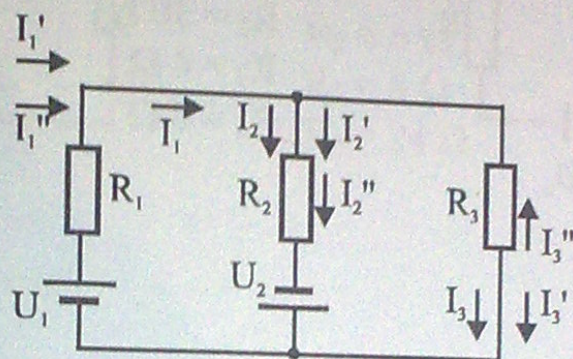 I₁'
I₁"
I₁
I₂
I₂'
R₁
R₂
I₂"
R₃
I₃"
U₁
U₂
I₃
I₃'